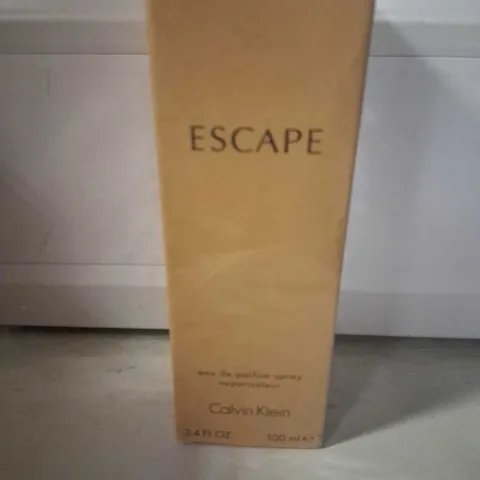 ESCAPE
eau de parfum spray
vaporisateur
Calvin Klein
3.4 FL OZ 100 ml ℮